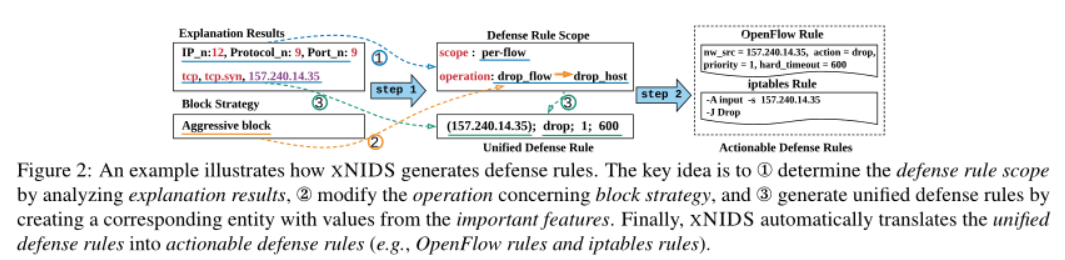 Explanation Results
IP_n:12, Protocol_n: 9, Port_n: 9
tcp, tcp.syn, 157.240.14.35
③
Block Strategy
Aggressive block
①
step 1
②
Defense Rule Scope
scope : per-flow
operation: drop_flow drop_host
③
(157.240.14.35); drop; 1; 600
Unified Defense Rule
step 2
OpenFlow Rule
nw_src = 157.240.14.35, action = drop,
priority = 1, hard_timeout = 600
iptables Rule
-A input -s 157.240.14.35
-J Drop
Actionable Defense Rules
Figure 2: An example illustrates how XNIDS generates defense rules. The key idea is to ① determine the defense rule scope
by analyzing explanation results, ② modify the operation concerning block strategy, and ③ generate unified defense rules by
creating a corresponding entity with values from the important features. Finally, XNIDS automatically translates the unified
defense rules into actionable defense rules (e.g., OpenFlow rules and iptables rules).